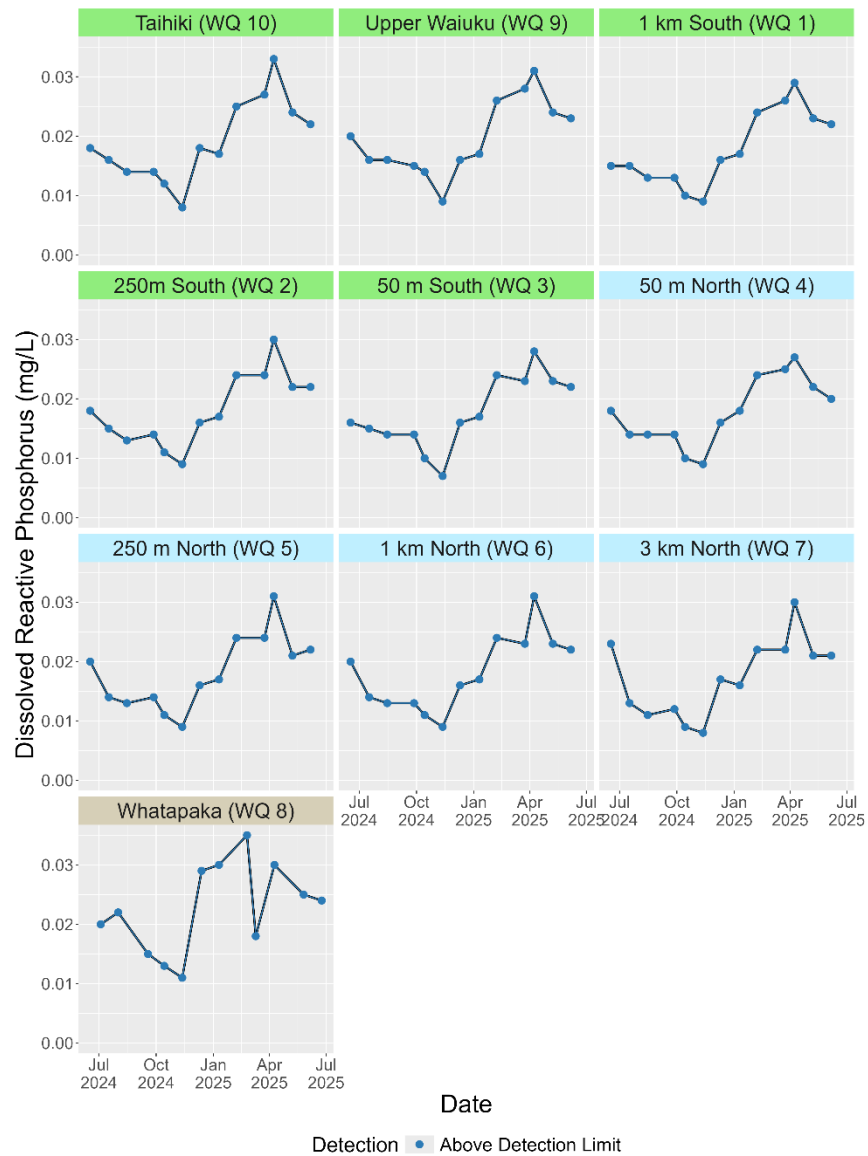 Taihiki (WQ 10) Upper Waiuku (WQ 9) 1 km South (WQ 1)
0.03
0.02
0.01
0.00
250m South (WQ 2) 50 m South (WQ 3) 50 m North (WQ 4)
0.03
0.02
0.01
0.00
250 m North (WQ 5) 1 km North (WQ 6) 3 km North (WQ 7)
0.03
0.02
0.01
0.00
Jul Oct Jan Apr Jul Jul Oct Jan Apr Jul
2024 2024 2025 2025 2025 2024 2024 2025 2025 2025
Whatapaka (WQ 8)
0.03
0.02
0.01
0.00
Jul Oct Jan Apr Jul
2024 2024 2025 2025 2025
Dissolved Reactive Phosphorus (mg/L)
Date
Detection Above Detection Limit